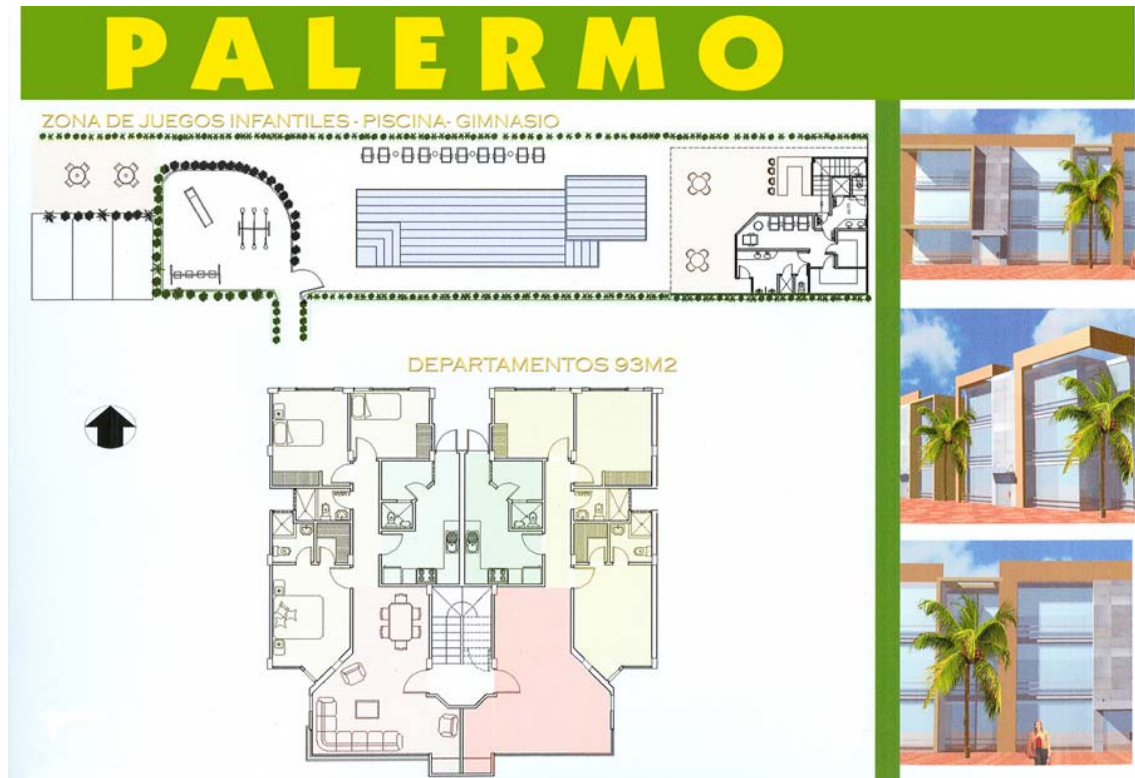 PALERMO
ZONA DE JUEGOS INFANTILES - PISCINA- GIMNASIO
DEPARTAMENTOS 93M2